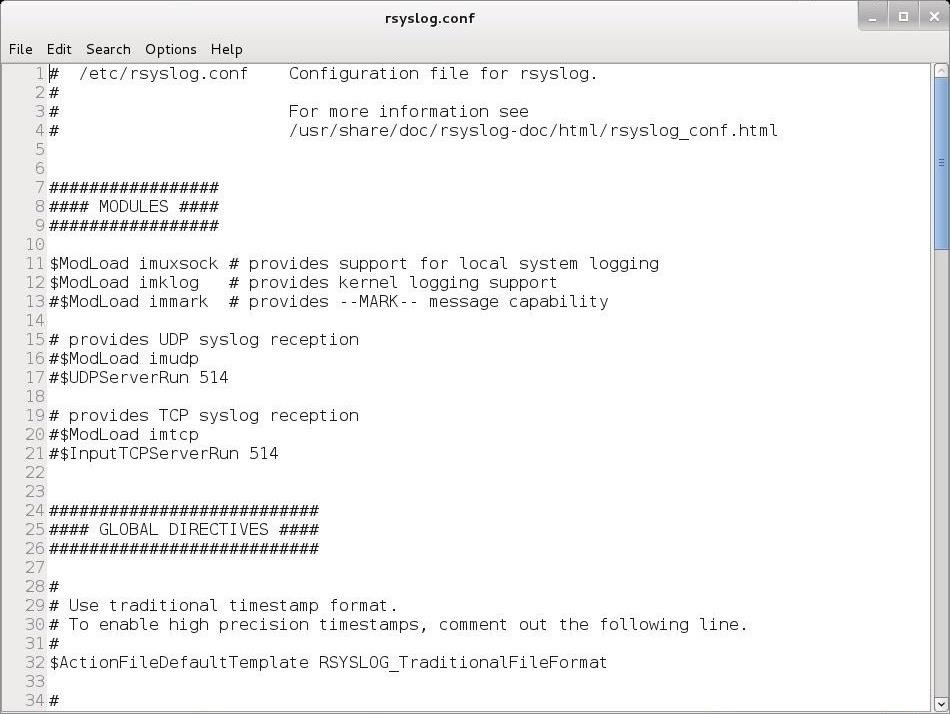 rsyslog.conf
File Edit Search Options Help
1 #  /etc/rsyslog.conf    Configuration file for rsyslog.
2 #
3 #                       For more information see
4 #                       /usr/share/doc/rsyslog-doc/html/rsyslog_conf.html
5
6
7 #################
8 #### MODULES ####
9 #################
10
11 $ModLoad imuxsock # provides support for local system logging
12 $ModLoad imklog   # provides kernel logging support
13 #$ModLoad immark  # provides --MARK-- message capability
14
15 # provides UDP syslog reception
16 #$ModLoad imudp
17 #$UDPServerRun 514
18
19 # provides TCP syslog reception
20 #$ModLoad imtcp
21 #$InputTCPServerRun 514
22
23
24 ###########################
25 #### GLOBAL DIRECTIVES ####
26 ###########################
27
28 #
29 # Use traditional timestamp format.
30 # To enable high precision timestamps, comment out the following line.
31 #
32 $ActionFileDefaultTemplate RSYSLOG_TraditionalFileFormat
33
34 #